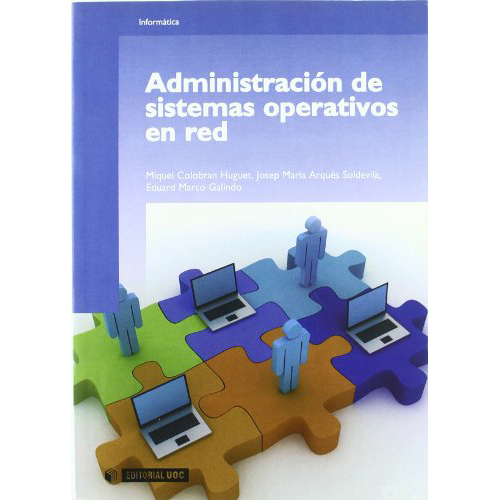 Informática
Administración de
sistemas operativos
en red
Miquel Colobran Huguet, Josep Maria Arqués Soldevila,
Eduard Marco Galindo
EDITORIAL UOC